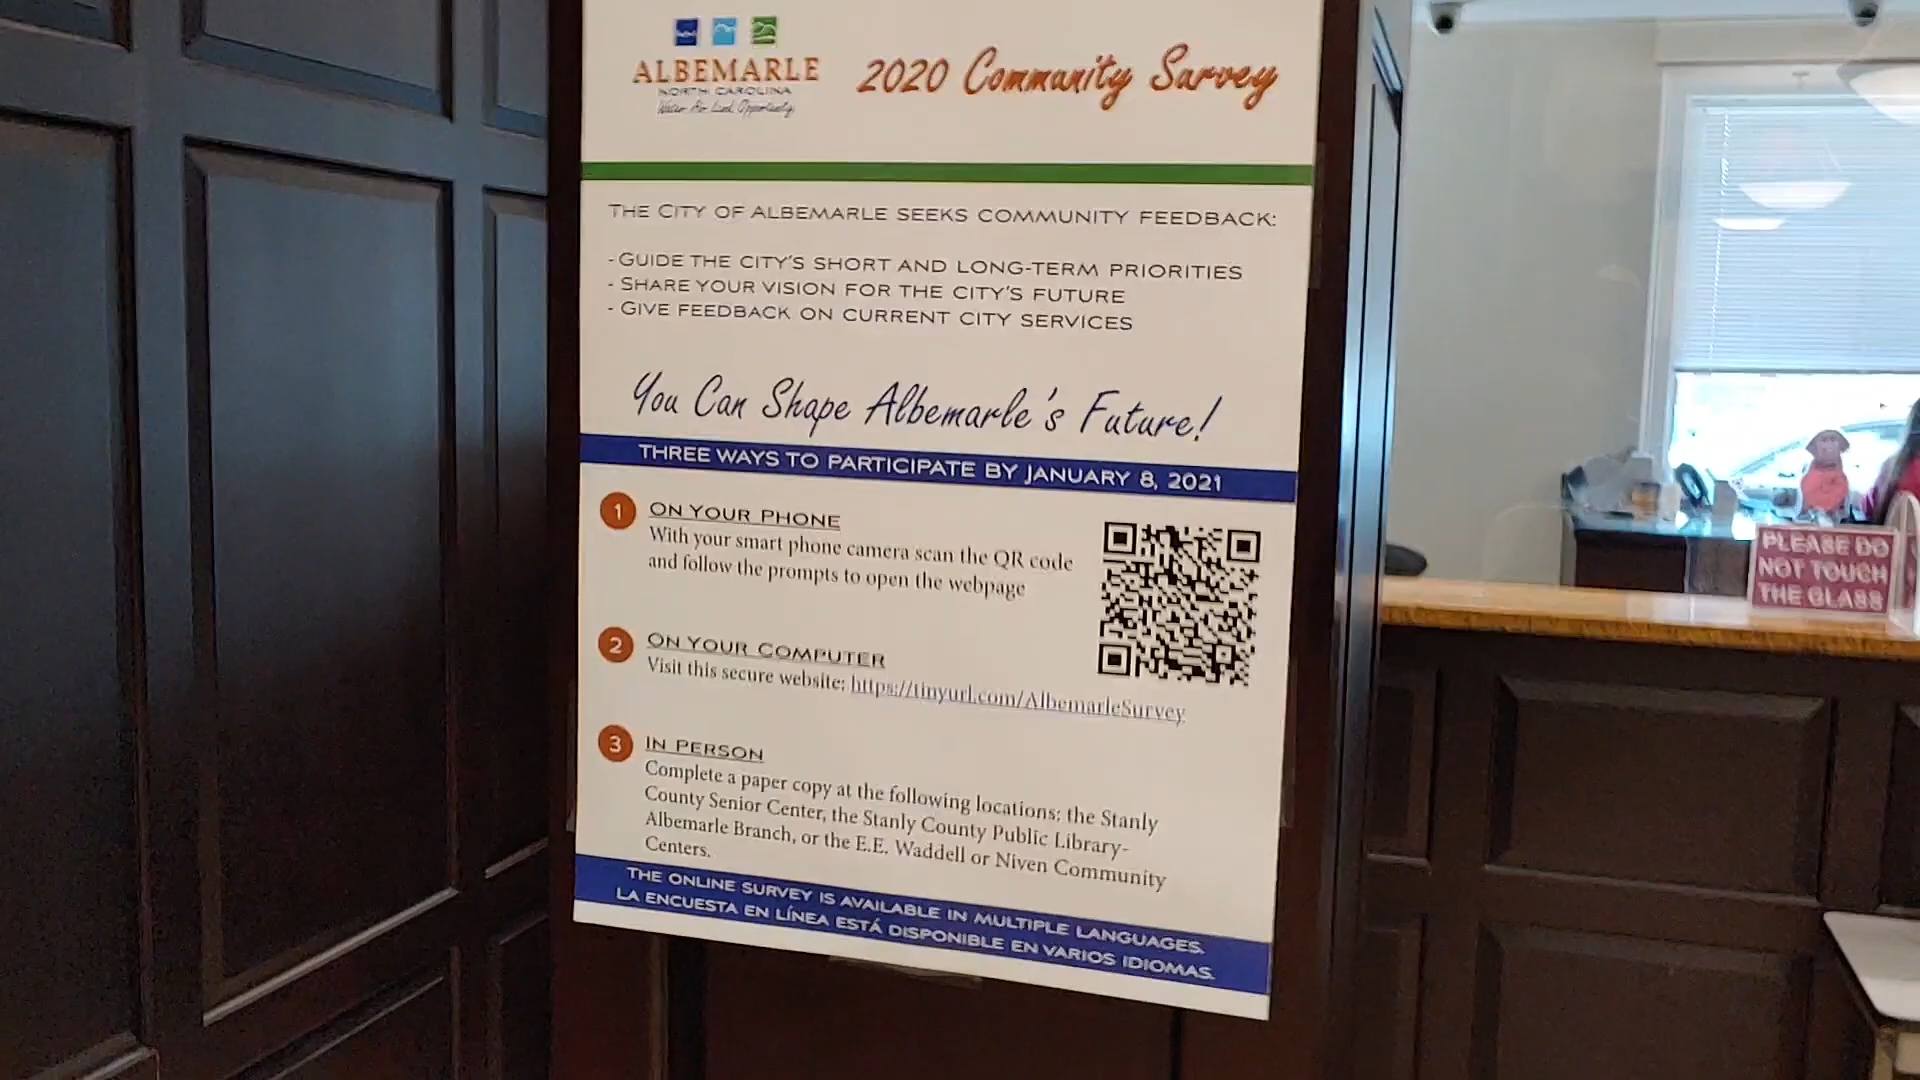 ALBEMARLE
NORTH CAROLINA
Water Air Land Opportunity
2020 Community Survey
THE CITY OF ALBEMARLE SEEKS COMMUNITY FEEDBACK:
- GUIDE THE CITY'S SHORT AND LONG-TERM PRIORITIES
- SHARE YOUR VISION FOR THE CITY'S FUTURE
- GIVE FEEDBACK ON CURRENT CITY SERVICES
You Can Shape Albemarle's Future!
THREE WAYS TO PARTICIPATE BY JANUARY 8, 2021
1 ON YOUR PHONE
With your smart phone camera scan the QR code
and follow the prompts to open the webpage
2 ON YOUR COMPUTER
Visit this secure website: https://tinyurl.com/AlbemarleSurvey
3 IN PERSON
Complete a paper copy at the following locations: the Stanly
County Senior Center, the Stanly County Public Library-
Albemarle Branch, or the E.E. Waddell or Niven Community
Centers.
THE ONLINE SURVEY IS AVAILABLE IN MULTIPLE LANGUAGES.
LA ENCUESTA EN LÍNEA ESTÁ DISPONIBLE EN VARIOS IDIOMAS.
PLEASE DO
NOT TOUCH
THE GLASS